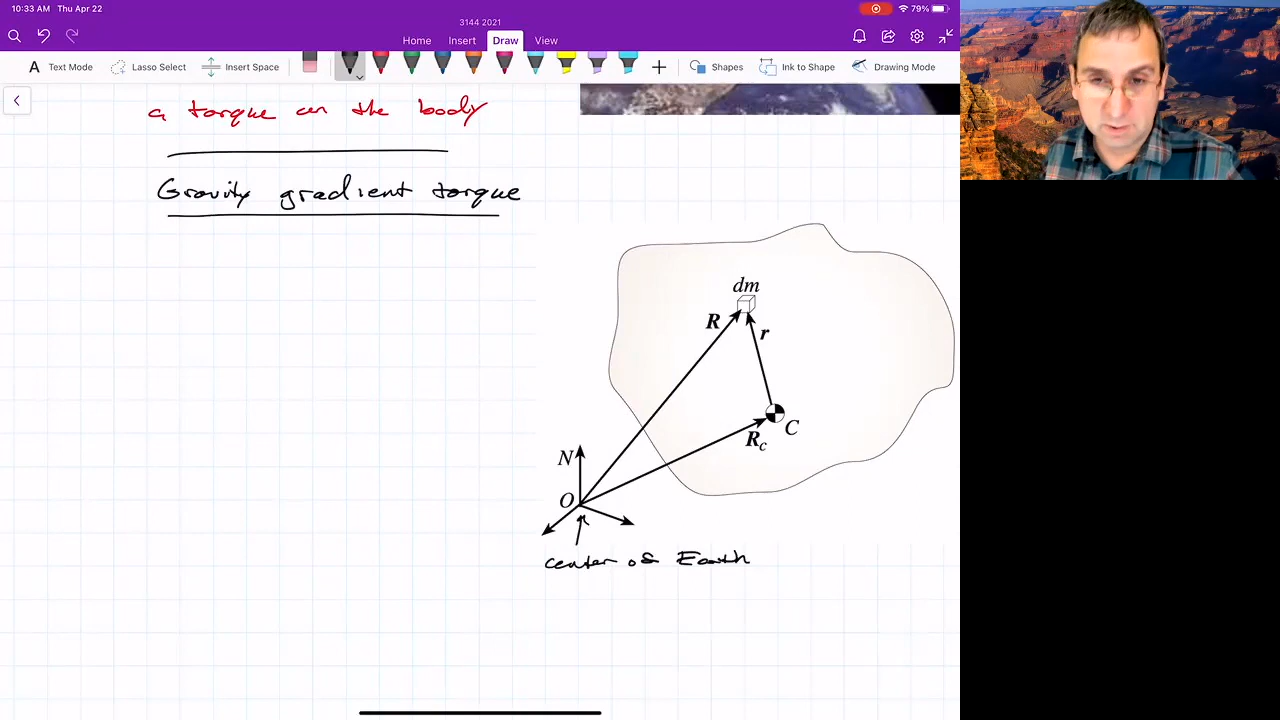 10:33 AM Thu Apr 22
79%
3144 2021
Home Insert Draw View
A Text Mode Lasso Select Insert Space Shapes Ink to Shape Drawing Mode
a torque on the body
Gravity gradient torque
dm
R
r
C
Rc
N
O
center of Earth